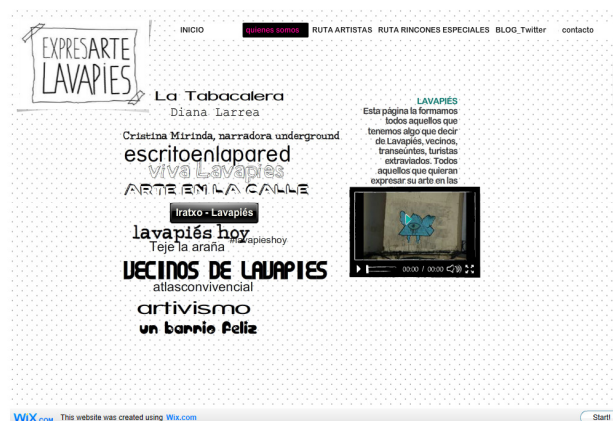 INICIO
quienes somos
RUTA ARTISTAS
RUTA RINCONES ESPECIALES
BLOG_Twitter
contacto
EXPRESARTE
LAVAPIES
La Tabacalera
Diana Larrea
Cristina Mirinda, narradora underground
escritoenlapared
viva Lavapies
ARTE EN LA CALLE
Iratxo - Lavapiés
lavapiés hoy
#lavapieshoy
Teje la araña
VECINOS DE LAVAPIES
atlasconvivencial
artivismo
un barrio feliz
LAVAPIÉS
Esta página la formamos
todos aquellos que
tenemos algo que decir
de Lavapiés, vecinos,
transeúntes, turistas
extraviados. Todos
aquellos que quieran
expresar su arte en las
00:00 / 00:00
WiX.COM This website was created using Wix.com
Start!